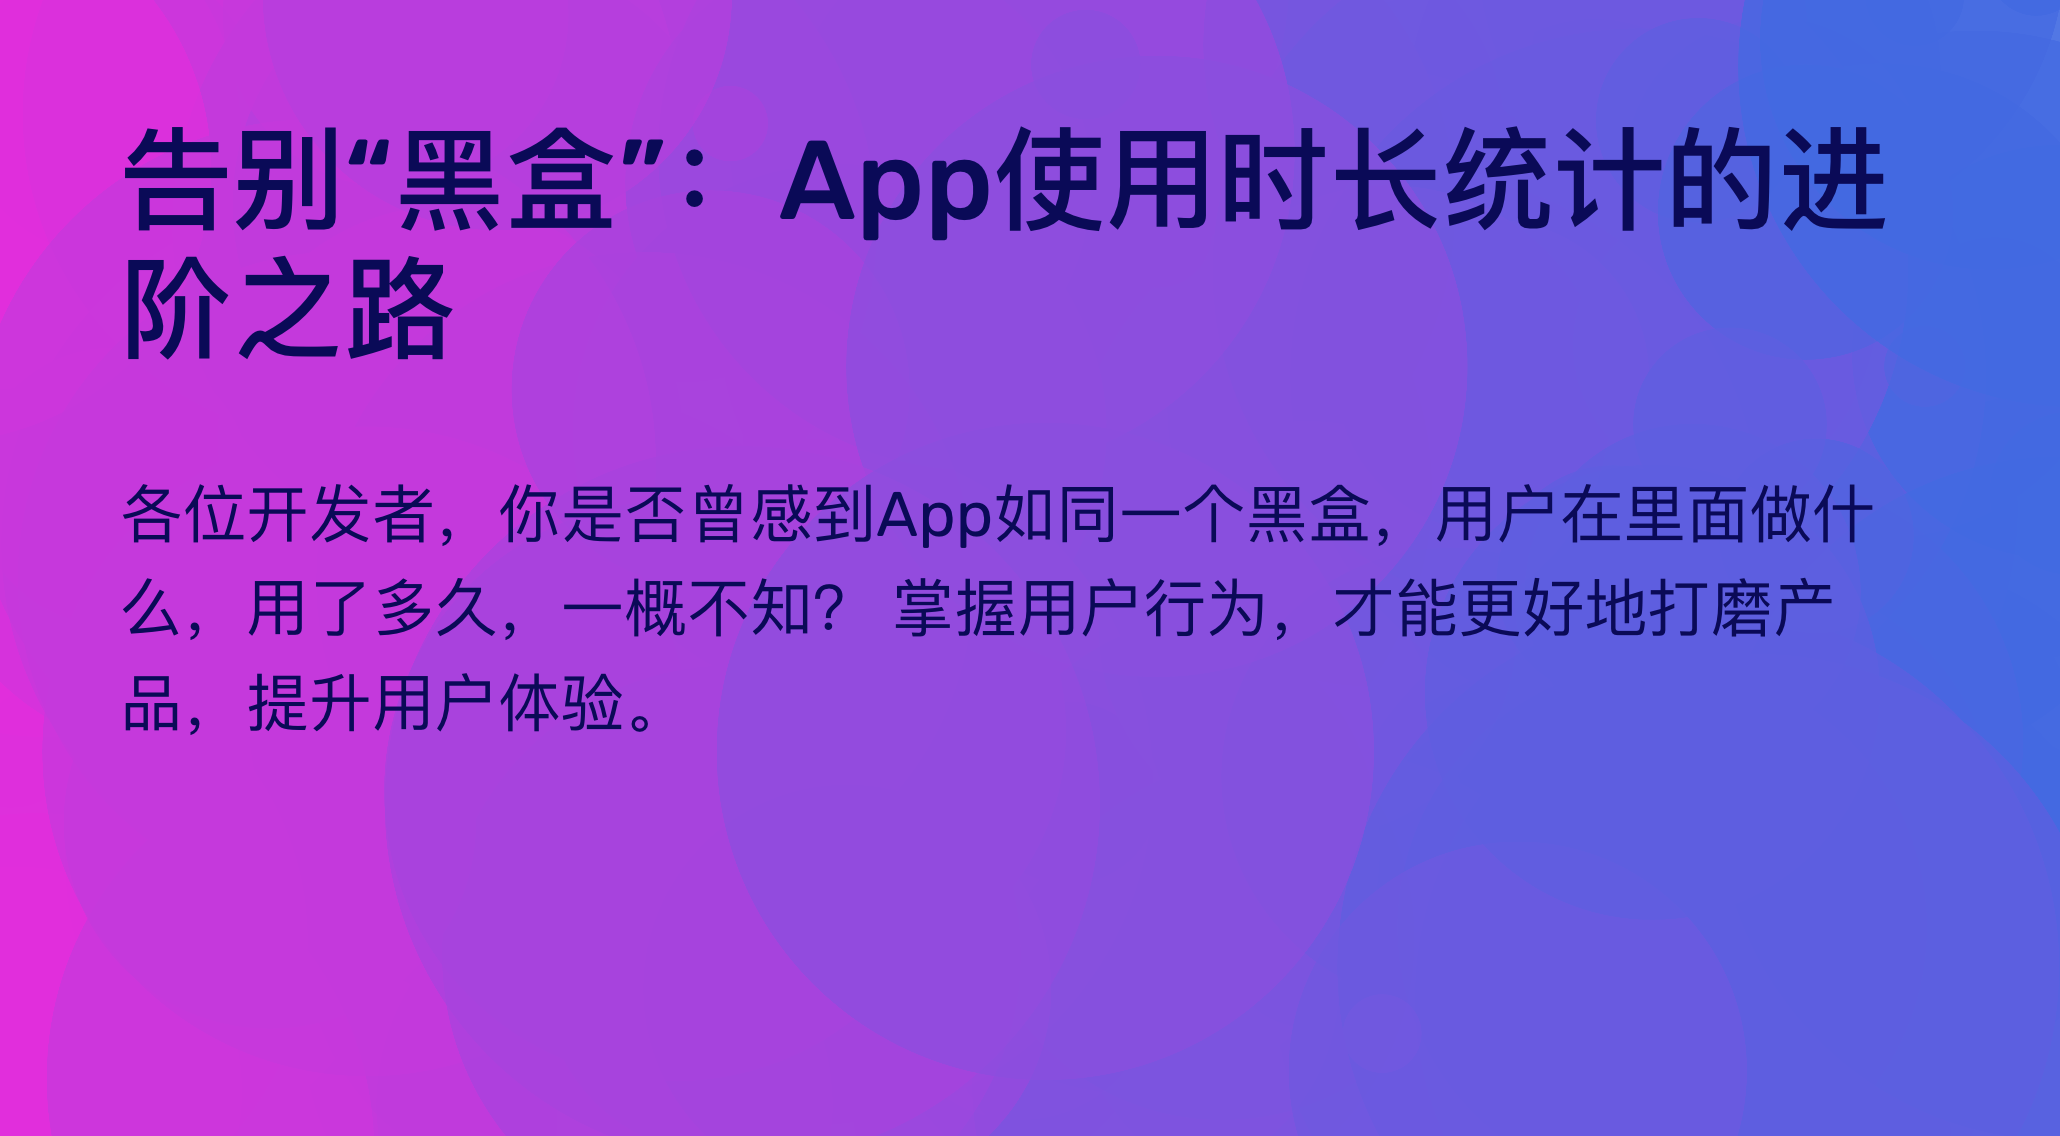 告别“黑盒”：App使用时长统计的进
阶之路
各位开发者，你是否曾感到App如同一个黑盒，用户在里面做什
么，用了多久，一概不知？ 掌握用户行为，才能更好地打磨产
品，提升用户体验。